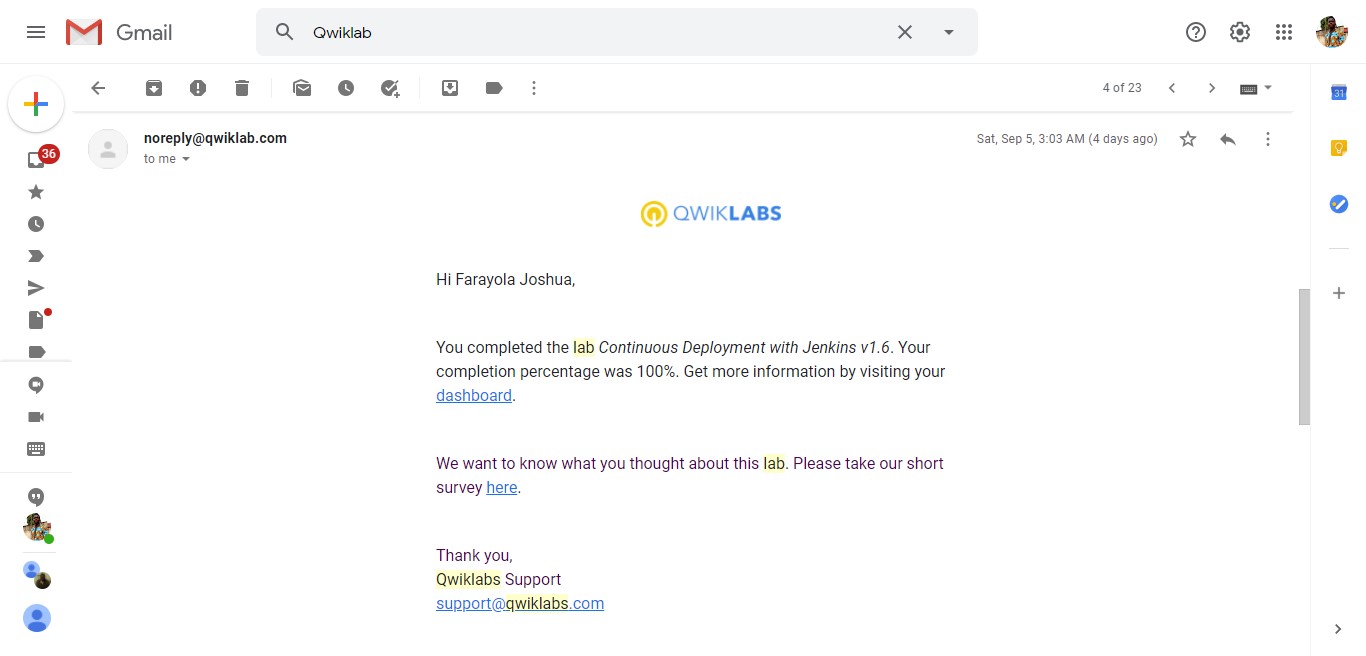 Gmail
Qwiklab
4 of 23
36
noreply@qwiklab.com
Sat, Sep 5, 3:03 AM (4 days ago)
to me
31
QWIKLABS
Hi Farayola Joshua,
You completed the lab Continuous Deployment with Jenkins v1.6. Your
completion percentage was 100%. Get more information by visiting your
dashboard.
We want to know what you thought about this lab. Please take our short
survey here.
Thank you,
Qwiklabs Support
support@qwiklabs.com